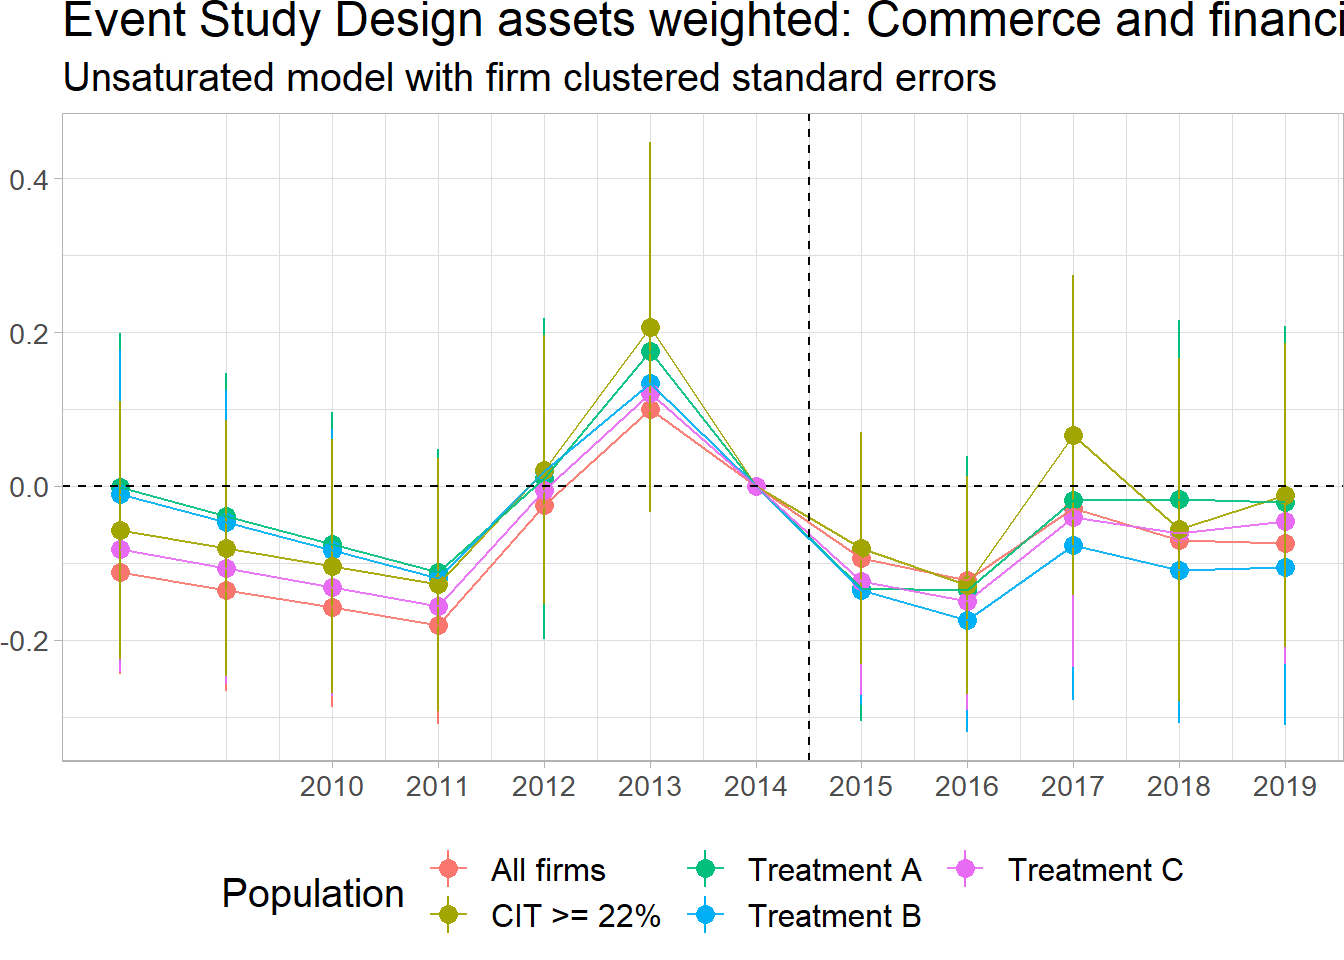 Event Study Design assets weighted: Commerce and financi
Unsaturated model with firm clustered standard errors
0.4
0.2
0.0
-0.2
2010 2011 2012 2013 2014 2015 2016 2017 2018 2019
Population
All firms Treatment A Treatment C
CIT >= 22% Treatment B